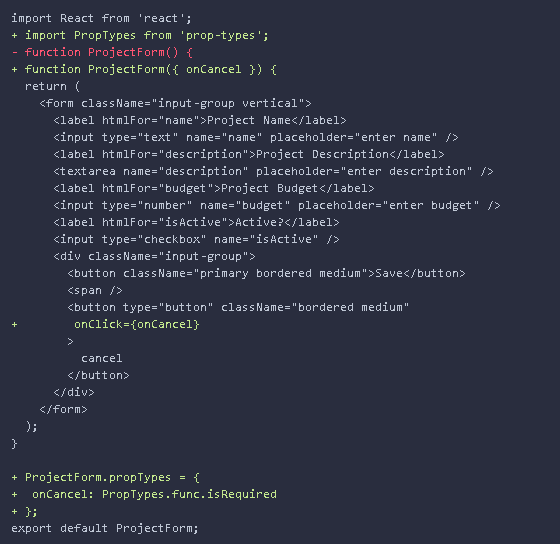 import React from 'react';
+ import PropTypes from 'prop-types';
- function ProjectForm() {
+ function ProjectForm({ onCancel }) {
  return (
    <form className="input-group vertical">
      <label htmlFor="name">Project Name</label>
      <input type="text" name="name" placeholder="enter name" />
      <label htmlFor="description">Project Description</label>
      <textarea name="description" placeholder="enter description" />
      <label htmlFor="budget">Project Budget</label>
      <input type="number" name="budget" placeholder="enter budget" />
      <label htmlFor="isActive">Active?</label>
      <input type="checkbox" name="isActive" />
      <div className="input-group">
        <button className="primary bordered medium">Save</button>
        <span />
        <button type="button" className="bordered medium"
+        onClick={onCancel}
        >
          cancel
        </button>
      </div>
    </form>
  );
}

+ ProjectForm.propTypes = {
+  onCancel: PropTypes.func.isRequired
+ };
export default ProjectForm;